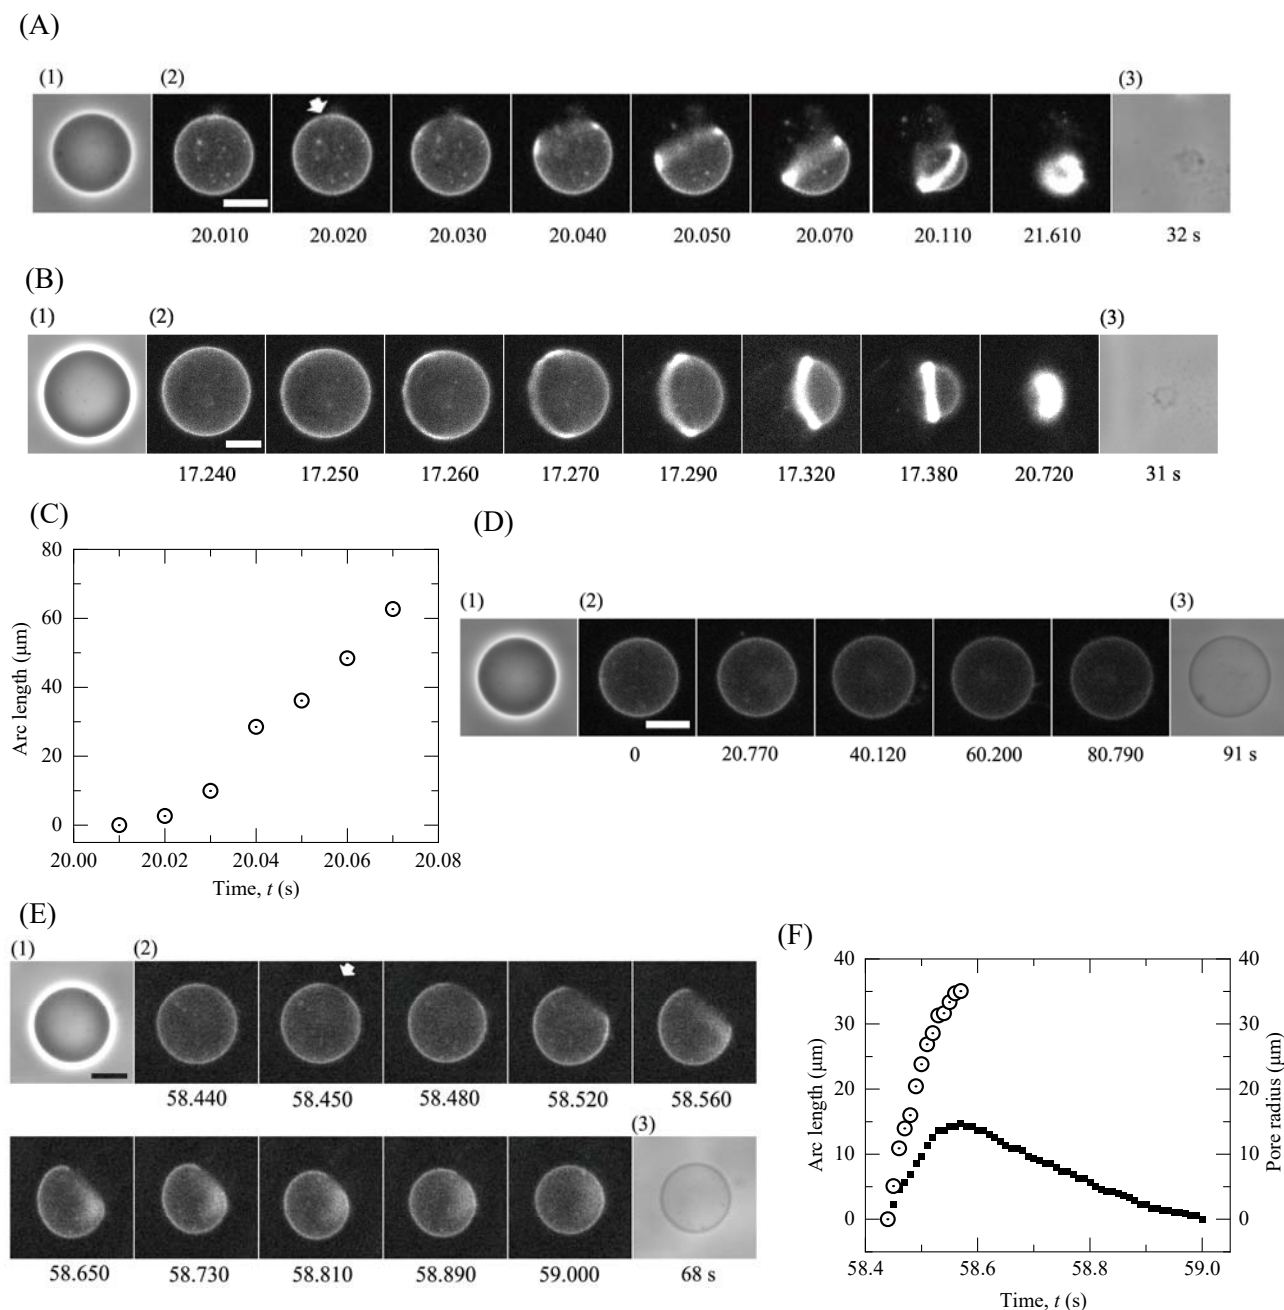 (A)
(1) (2) (3)
20.010 20.020 20.030 20.040 20.050 20.070 20.110 21.610 32 s
(B)
(1) (2) (3)
17.240 17.250 17.260 17.270 17.290 17.320 17.380 20.720 31 s
(C)
80
60
40
20
0
Arc length (μm)
20.00 20.02 20.04 20.06 20.08
Time, t (s)
(D)
(1) (2) (3)
0 20.770 40.120 60.200 80.790 91 s
(E)
(1) (2)
58.440 58.450 58.480 58.520 58.560
(3)
58.650 58.730 58.810 58.890 59.000 68 s
(F)
40 40
30 30
20 20
10 10
0 0
Arc length (μm)
Pore radius (μm)
58.4 58.6 58.8 59.0
Time, t (s)